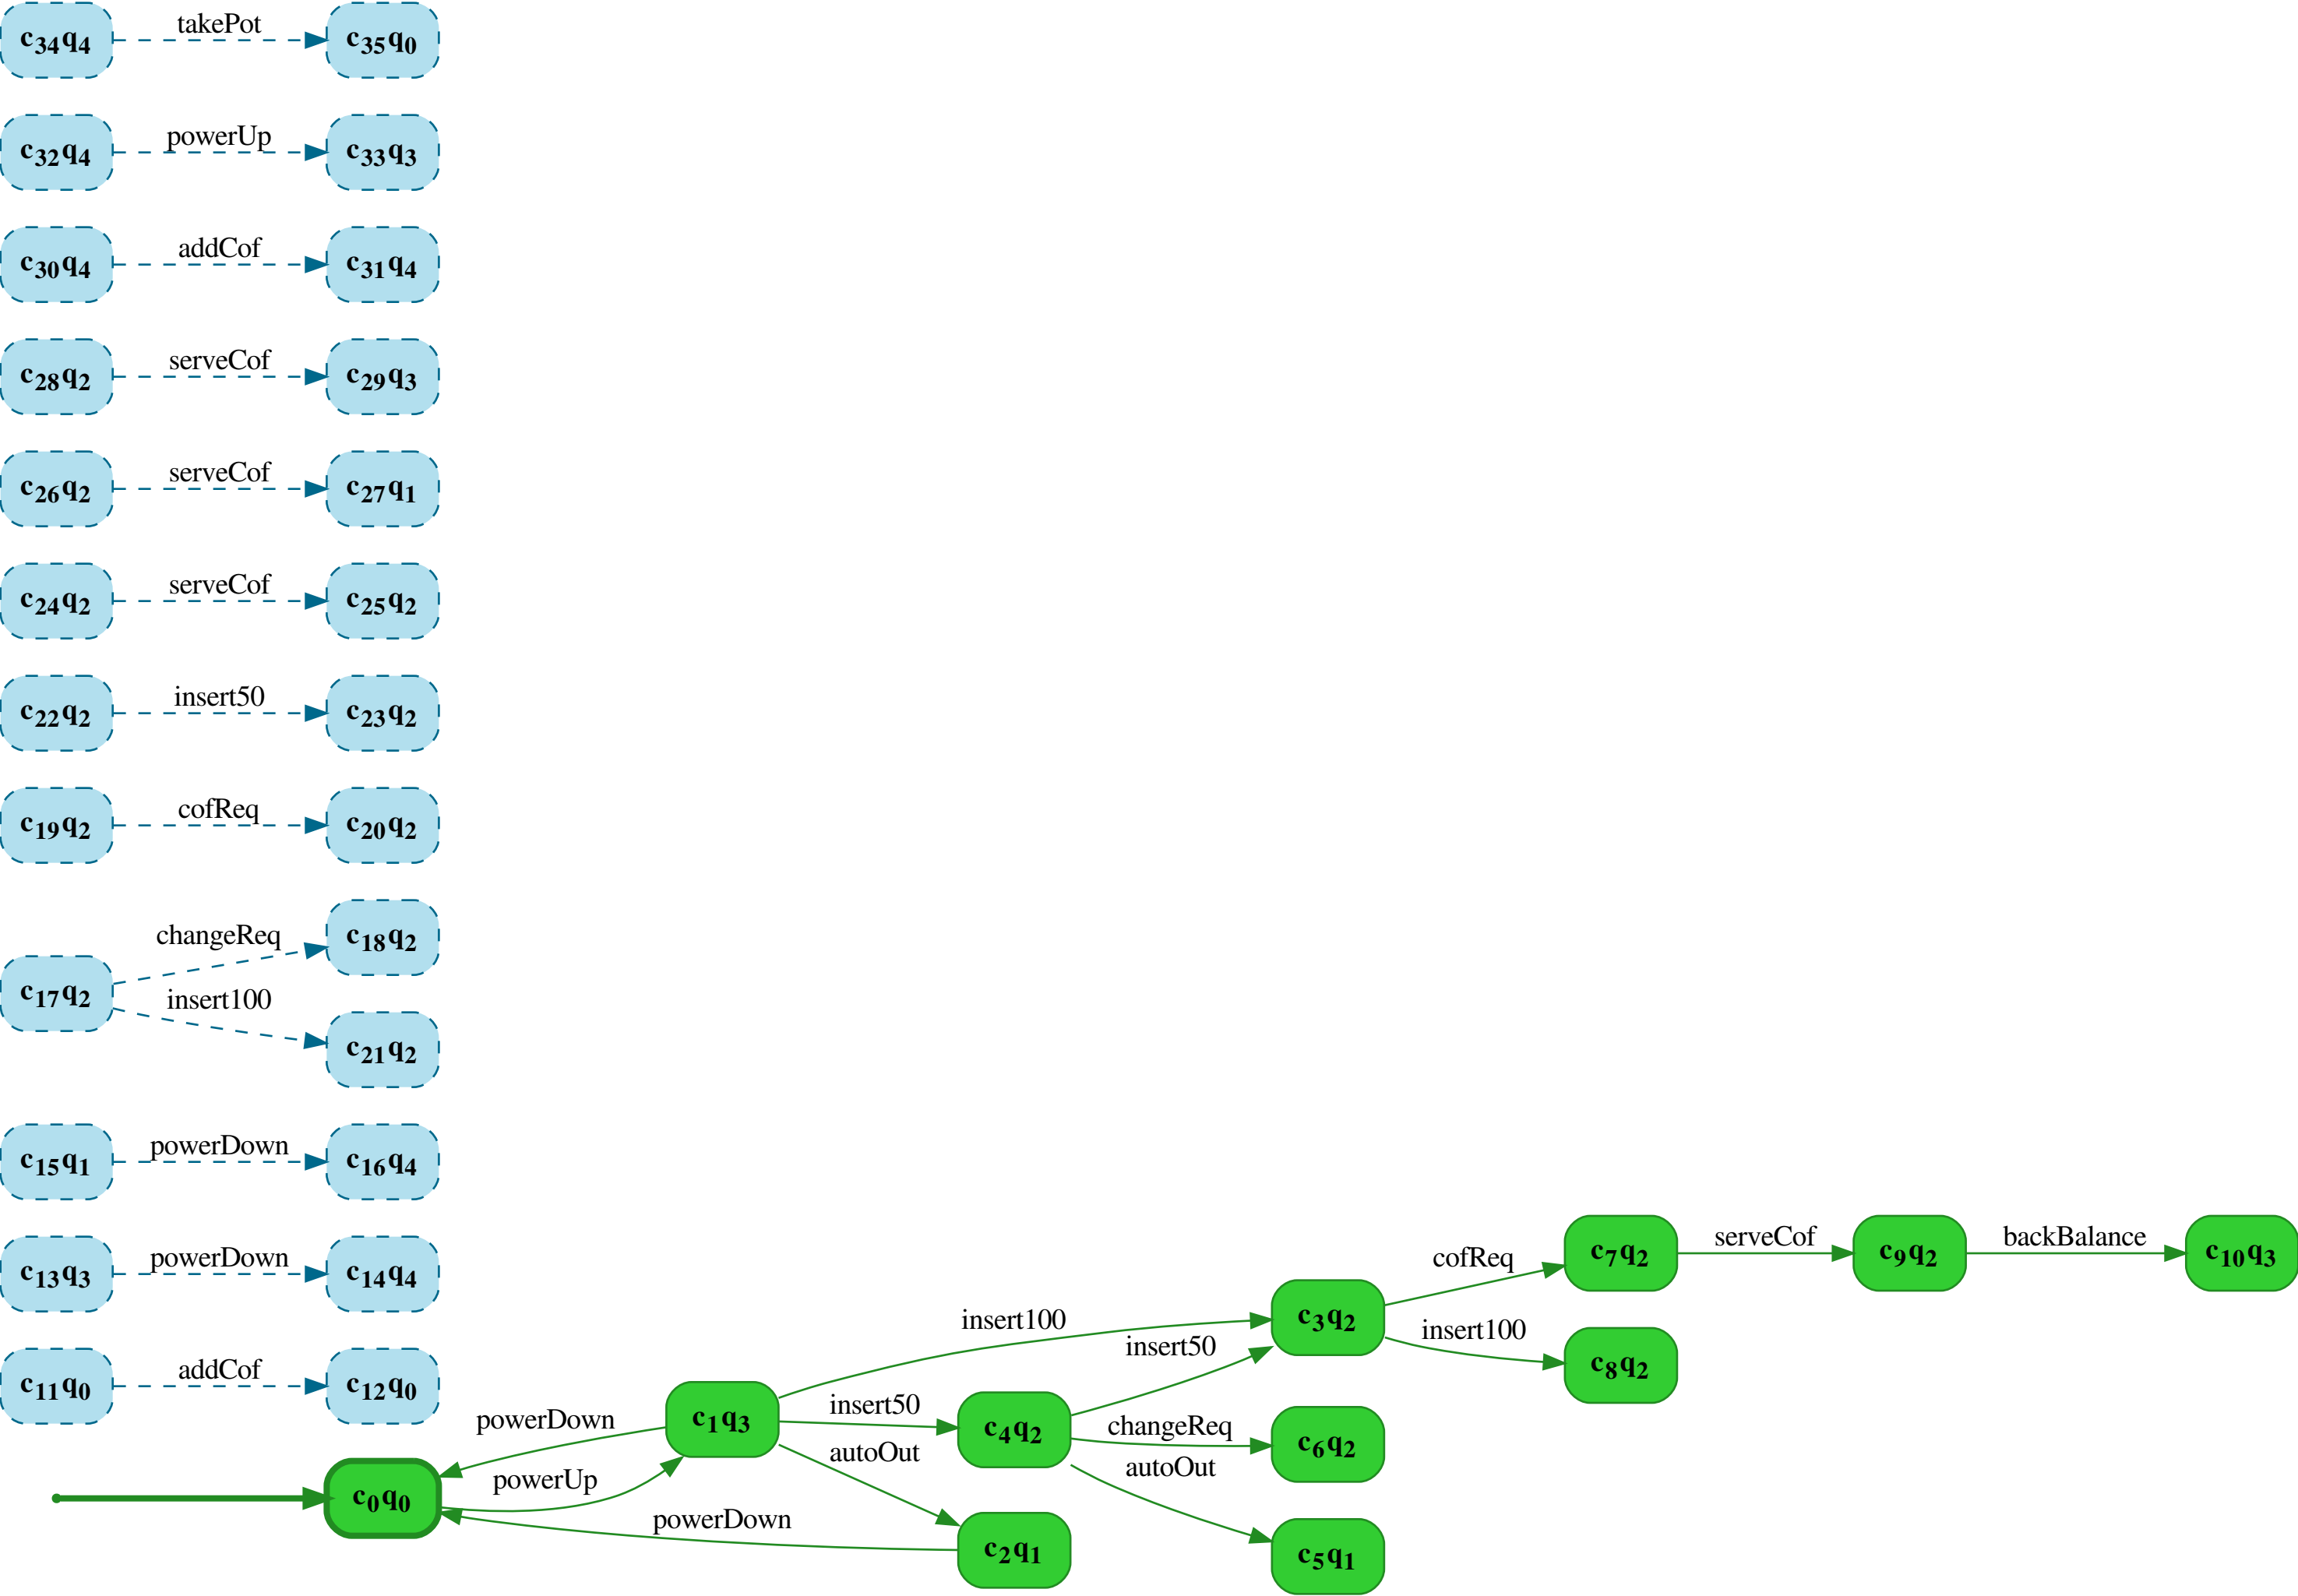 c34q4 takePot c35q0
c32q4 powerUp c33q3
c30q4 addCof c31q4
c28q2 serveCof c29q3
c26q2 serveCof c27q1
c24q2 serveCof c25q2
c22q2 insert50 c23q2
c19q2 cofReq c20q2
changeReq c18q2
c17q2
insert100 c21q2
c15q1 powerDown c16q4
c13q3 powerDown c14q4
c11q0 addCof c12q0
cofReq c7q2 serveCof c9q2 backBalance c10q3
insert100 c3q2 insert100 c8q2
insert50
powerDown c1q3 insert50 c4q2 changeReq c6q2
powerUp autoOut autoOut
c0q0 powerDown c2q1 c5q1